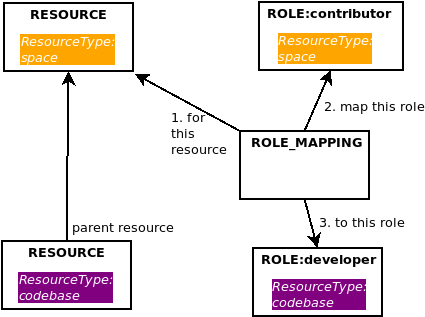 RESOURCE
ResourceType:
space
ROLE:contributor
ResourceType:
space
1. for
this
resource
2. map this role
ROLE_MAPPING
parent resource
3. to this role
RESOURCE
ResourceType:
codebase
ROLE:developer
ResourceType:
codebase